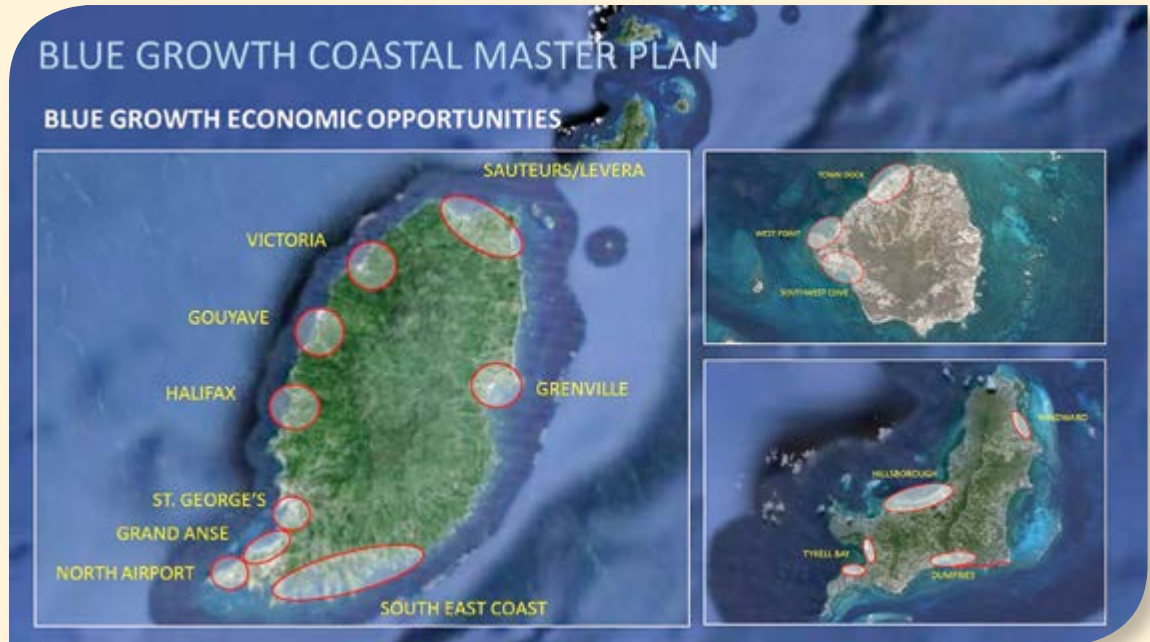 BLUE GROWTH COASTAL MASTER PLAN
BLUE GROWTH ECONOMIC OPPORTUNITIES
SAUTEURS/LEVERA
VICTORIA
GOUYAVE
HALIFAX
GRENVILLE
ST. GEORGE'S
GRAND ANSE
NORTH AIRPORT
SOUTH EAST COAST
TOWN DOCK
WEST POINT
SOUTHWEST COVE
WINDWARD
HILLSBOROUGH
TYRELL BAY
DUMFRIES